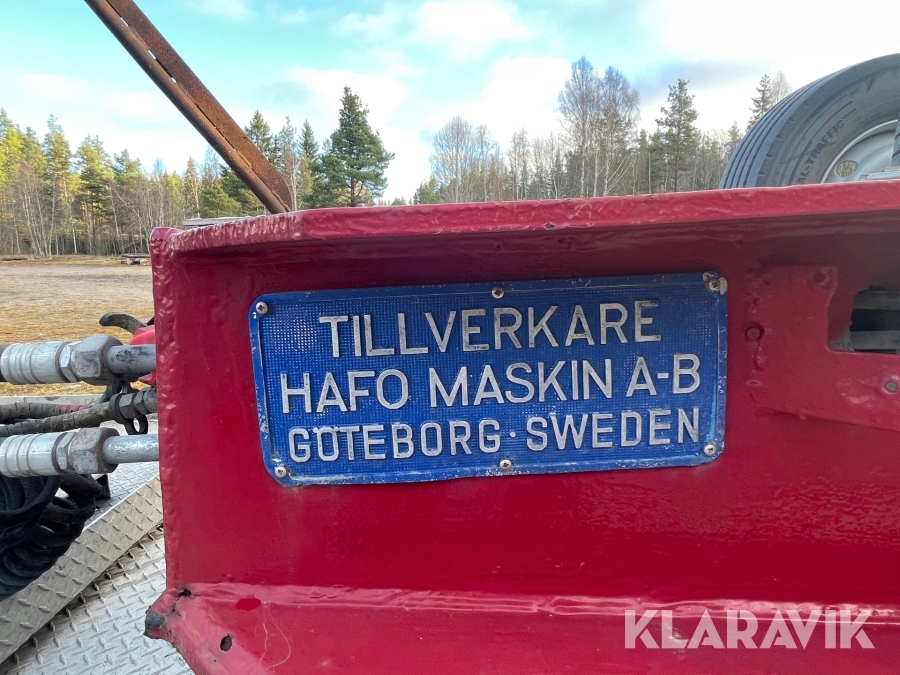 TILLVERKARE
HAFO MASKIN A-B
GÖTEBORG · SWEDEN
KLARAVIK